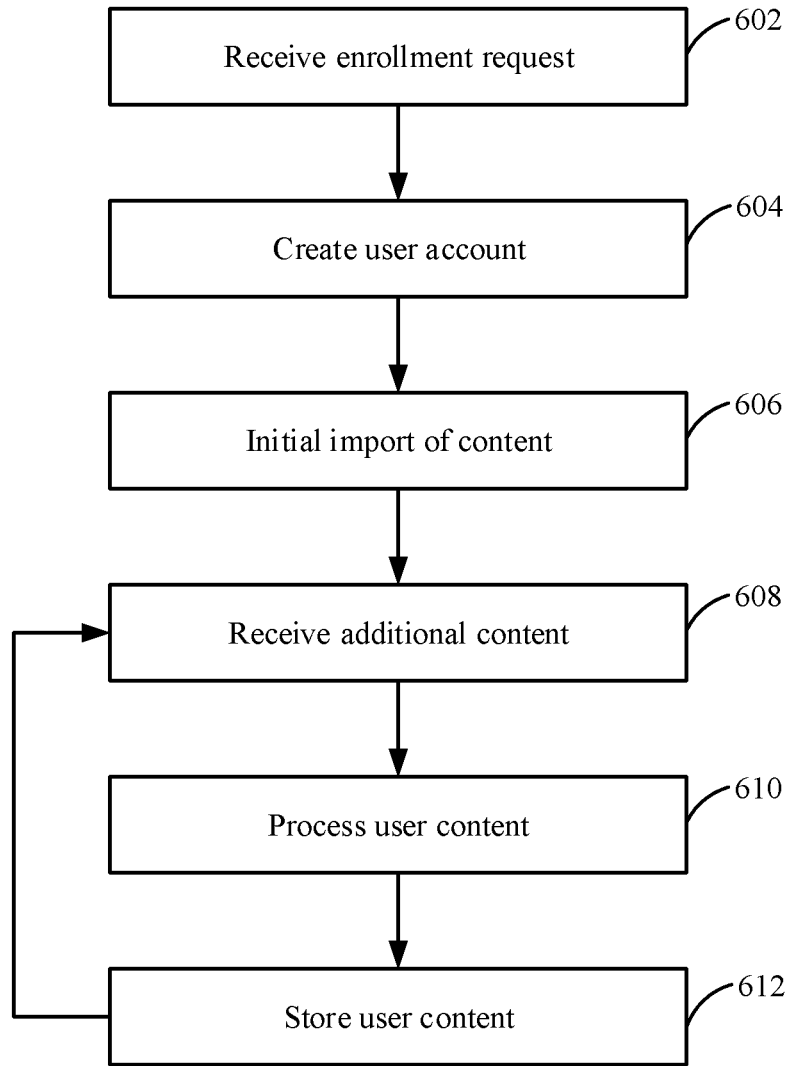 602
Receive enrollment request
604
Create user account
606
Initial import of content
608
Receive additional content
610
Process user content
612
Store user content